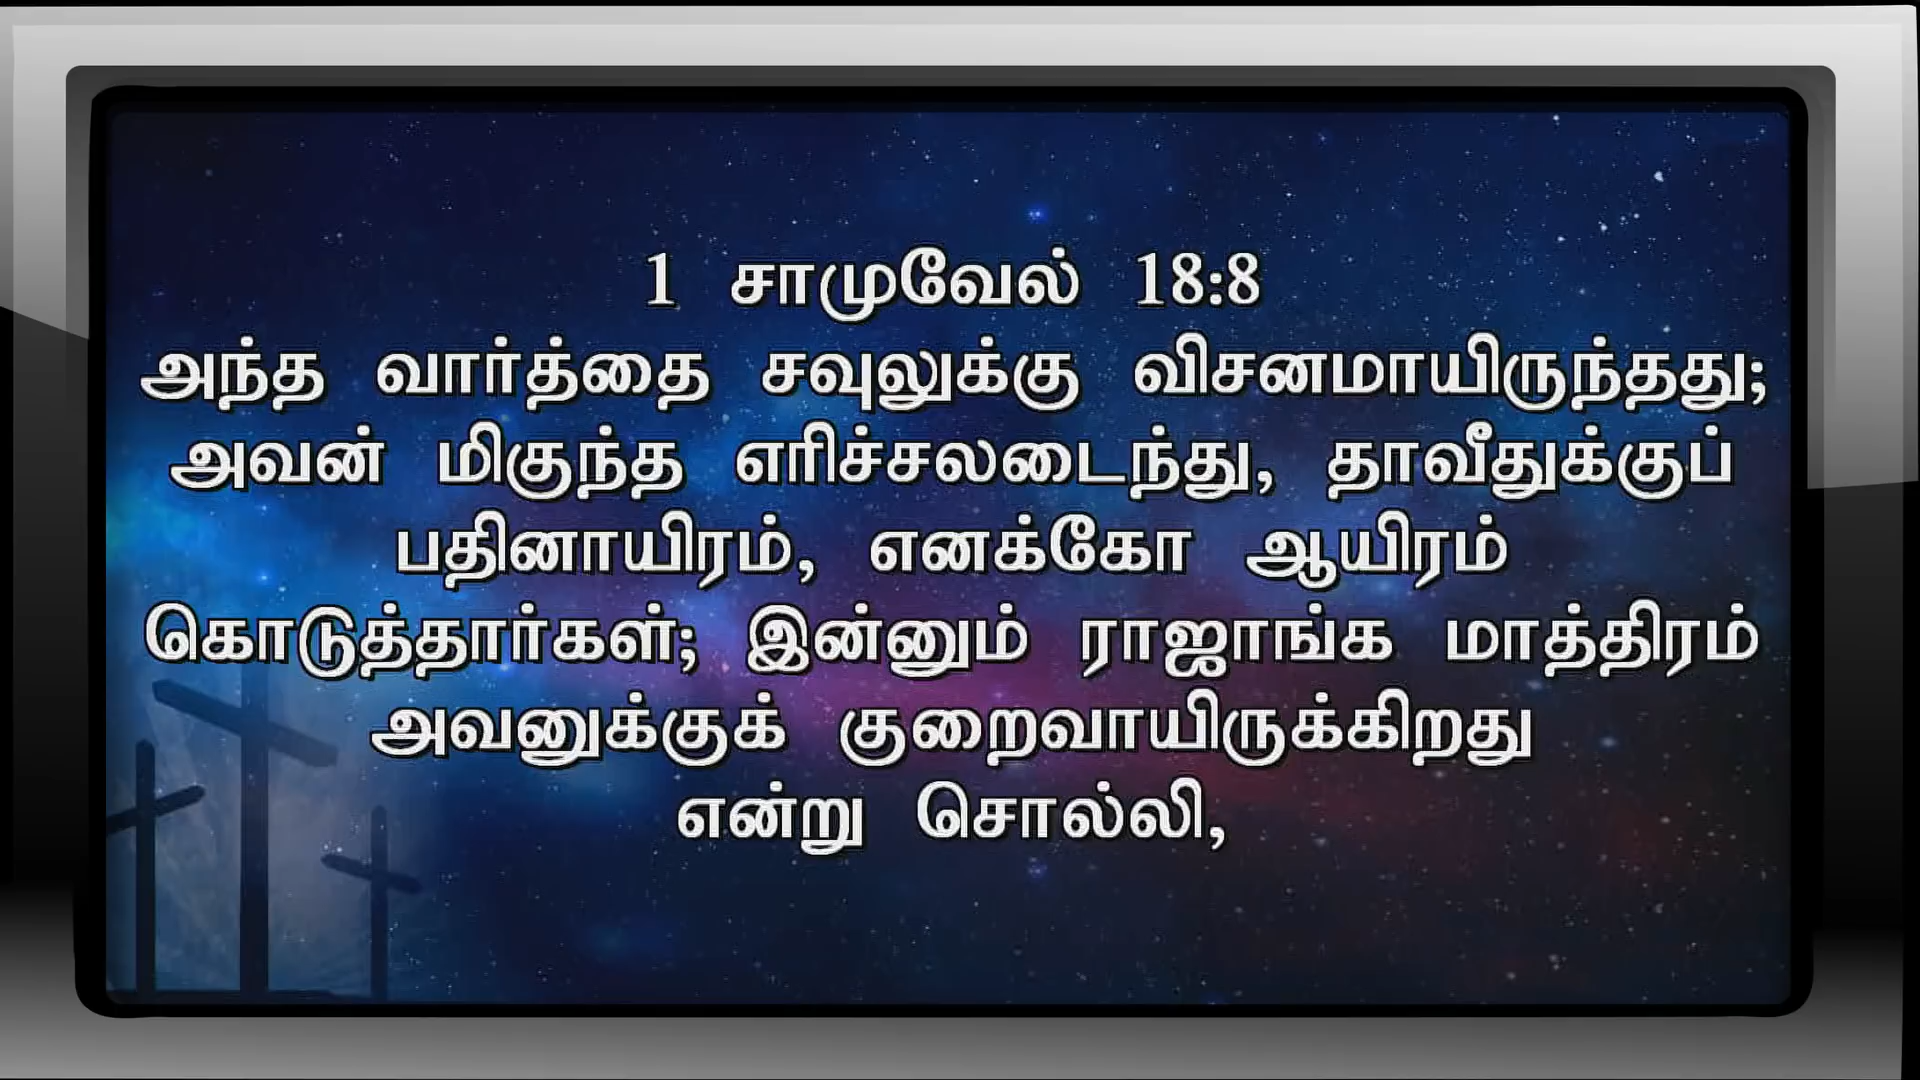 1 சாமுவேல் 18:8
அந்த வார்த்தை சவுலுக்கு விசனமாயிருந்தது;
அவன் மிகுந்த எரிச்சலடைந்து, தாவீதுக்குப்
பதினாயிரம், எனக்கோ ஆயிரம்
கொடுத்தார்கள்; இன்னும் ராஜாங்க மாத்திரம்
அவனுக்குக் குறைவாயிருக்கிறது
என்று சொல்லி,